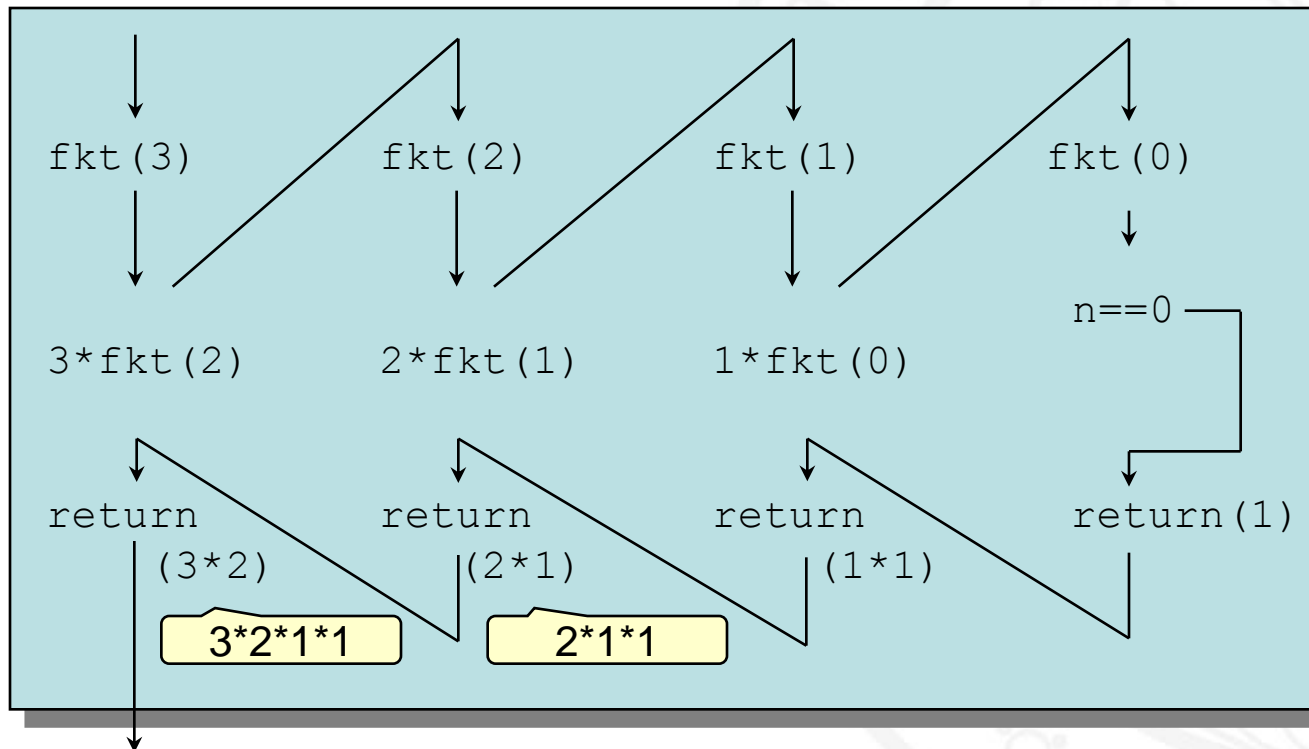 fkt(3) fkt(2) fkt(1) fkt(0)
n==0
3*fkt(2) 2*fkt(1) 1*fkt(0)
return return return return(1)
(3*2) (2*1) (1*1)
3*2*1*1 2*1*1